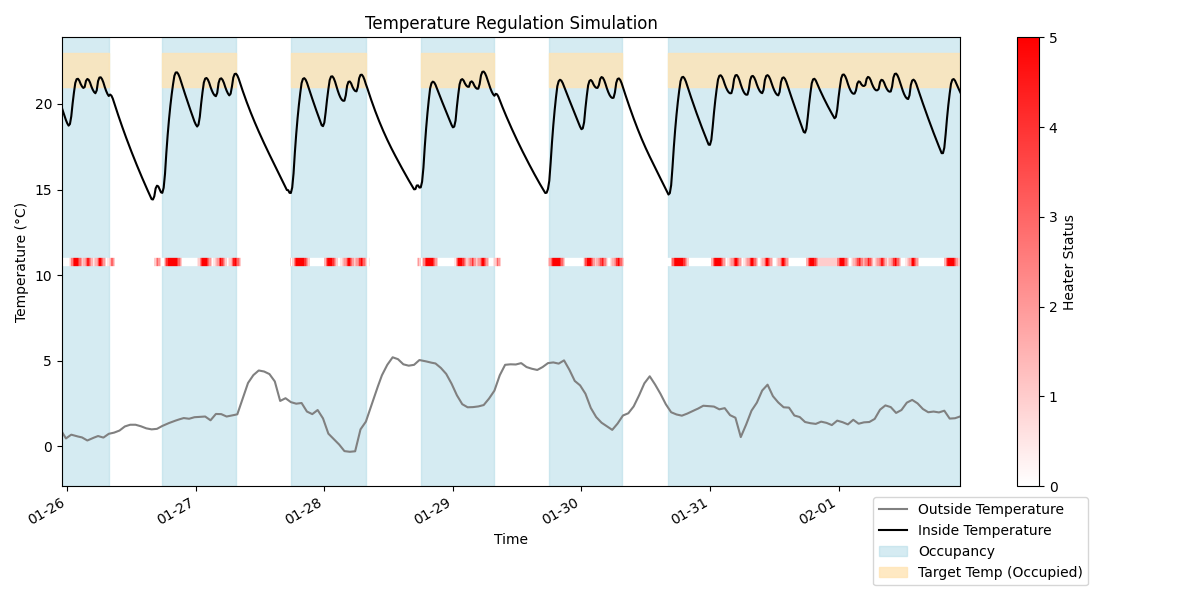 Temperature Regulation Simulation
Temperature (°C)
20
15
10
5
0
01-26
01-27
01-28
01-29
01-30
01-31
02-01
Time
5
4
3
2
1
0
Heater Status
Outside Temperature
Inside Temperature
Occupancy
Target Temp (Occupied)